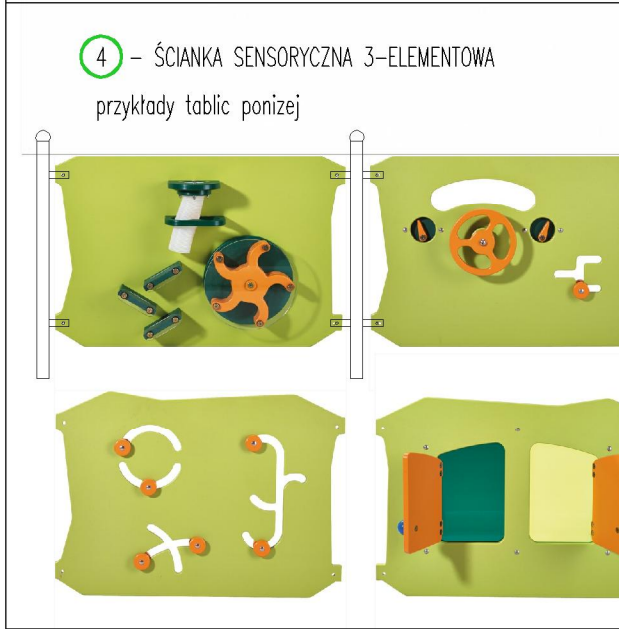 4 – ŚCIANKA SENSORYCZNA 3–ELEMENTOWA
przykłady tablic ponizej